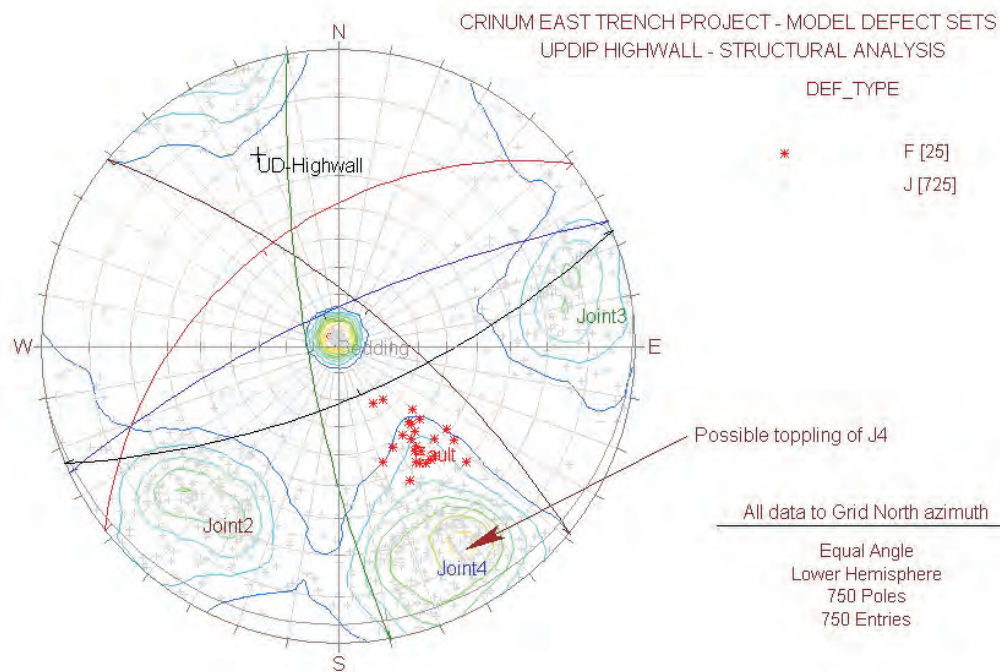 CRINUM EAST TRENCH PROJECT - MODEL DEFECT SETS
UPDIP HIGHWALL - STRUCTURAL ANALYSIS
DEF_TYPE
F [25]
J [725]
N
UD-Highwall
Joint3
W
Bedding
E
Possible toppling of J4
Joint2
Joint4
All data to Grid North azimuth
Equal Angle
Lower Hemisphere
750 Poles
750 Entries
S